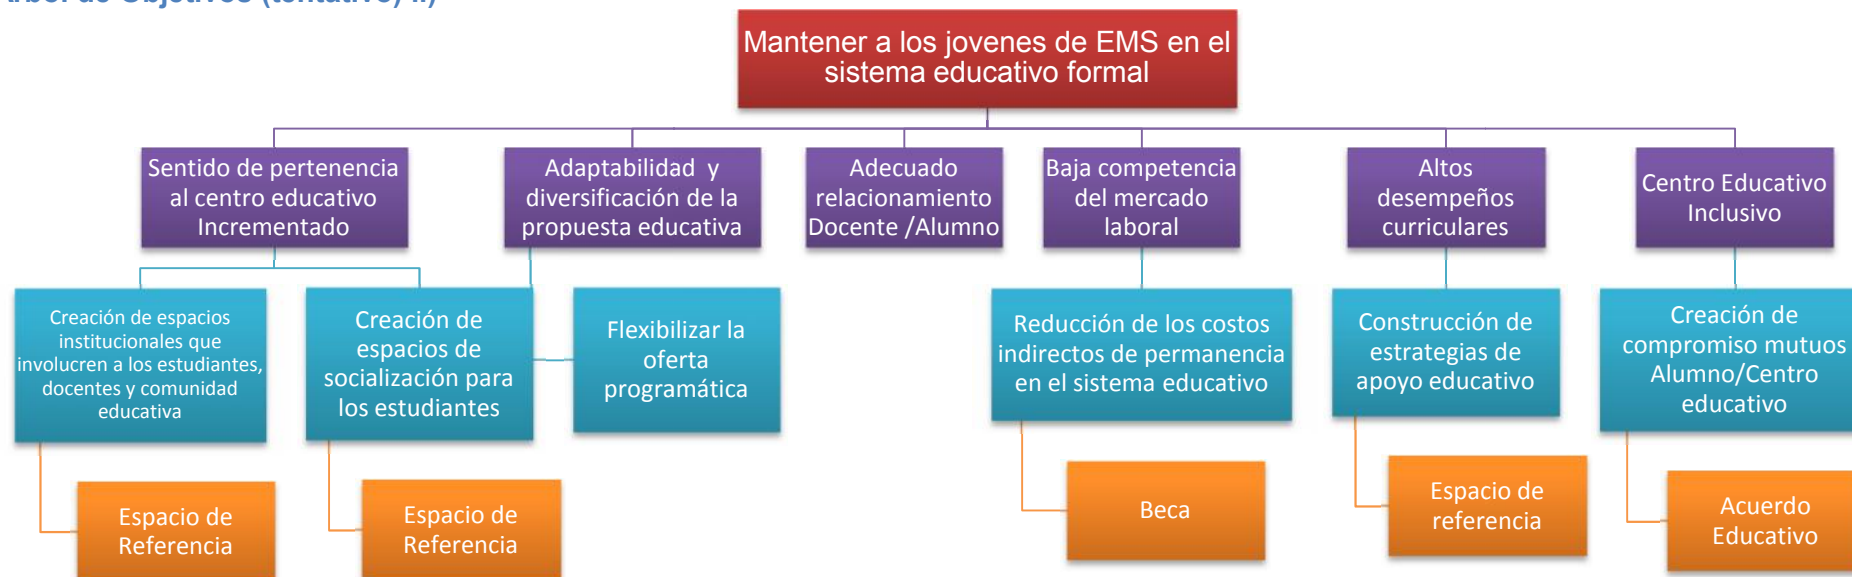 Árbol de Objetivos (tentativo) II)
Mantener a los jovenes de EMS en el
sistema educativo formal
Sentido de pertenencia
al centro educativo
Incrementado
Adaptabilidad y
diversificación de la
propuesta educativa
Adecuado
relacionamiento
Docente /Alumno
Baja competencia
del mercado
laboral
Altos
desempeños
curriculares
Centro Educativo
Inclusivo
Creación de espacios
institucionales que
involucren a los estudiantes,
docentes y comunidad
educativa
Creación de
espacios de
socialización para
los estudiantes
Flexibilizar la
oferta
programática
Reducción de los costos
indirectos de permanencia
en el sistema educativo
Construcción de
estrategias de
apoyo educativo
Creación de
compromiso mutuos
Alumno/Centro
educativo
Espacio de
Referencia
Espacio de
Referencia
Beca
Espacio de
referencia
Acuerdo
Educativo